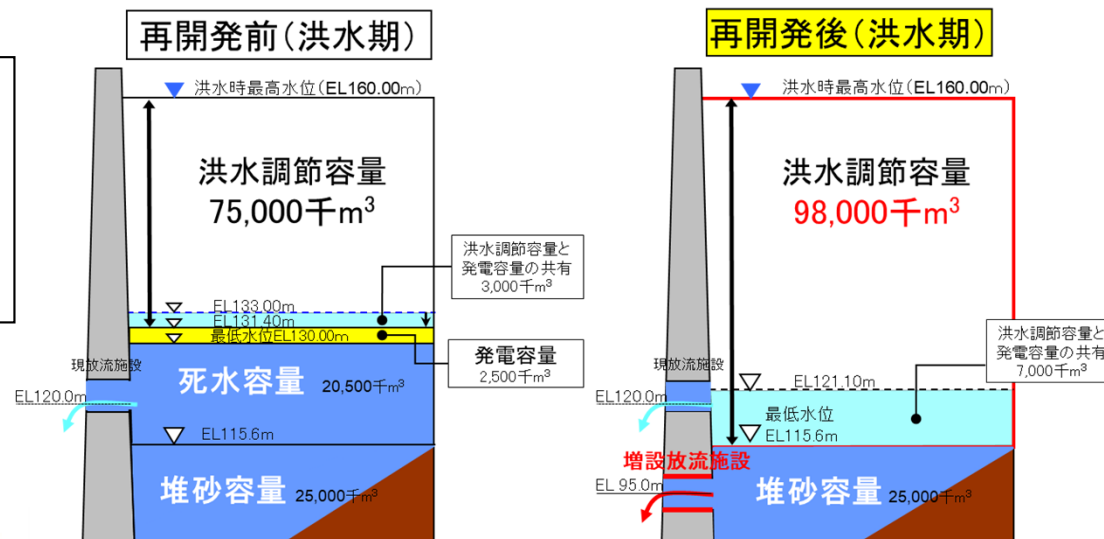 再開発前(洪水期)
洪水時最高水位(EL160.00m)
洪水調節容量
75,000千m³
洪水調節容量と
発電容量の共有
3,000千m³
EL133.00m
EL131.40m
最低水位EL130.00m
発電容量
2,500千m³
現放流施設
死水容量 20,500千m³
EL120.0m
EL115.6m
堆砂容量 25,000千m³
再開発後(洪水期)
洪水時最高水位(EL160.00m)
洪水調節容量
98,000千m³
洪水調節容量と
発電容量の共有
7,000千m³
現放流施設
EL121.10m
EL120.0m
最低水位
EL115.6m
増設放流施設
EL 95.0m
堆砂容量 25,000千m³